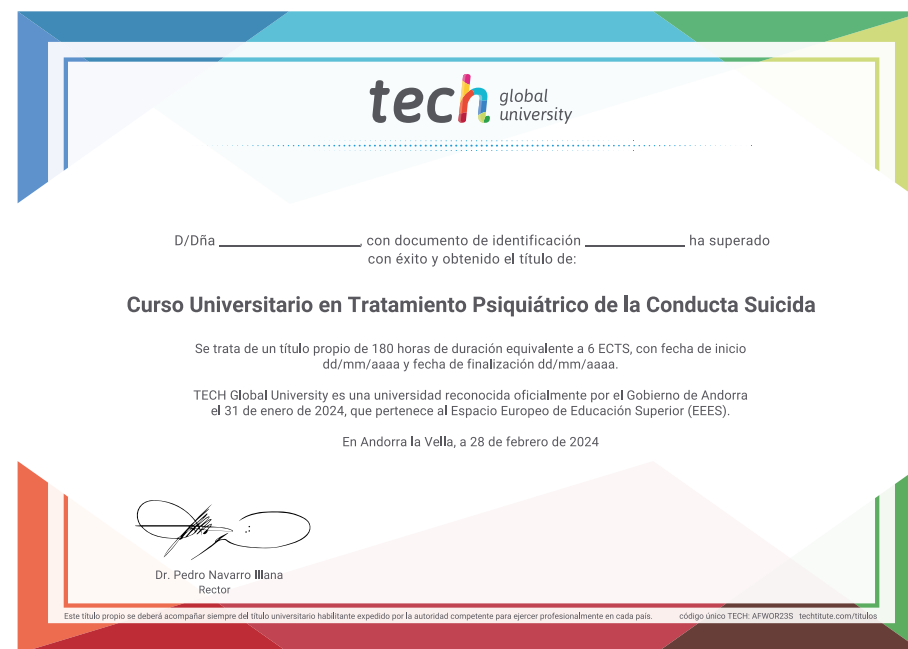 tech global university
D/Dña ____________________, con documento de identificación ______________ ha superado
con éxito y obtenido el título de:
Curso Universitario en Tratamiento Psiquiátrico de la Conducta Suicida
Se trata de un título propio de 180 horas de duración equivalente a 6 ECTS, con fecha de inicio
dd/mm/aaaa y fecha de finalización dd/mm/aaaa.
TECH Global University es una universidad reconocida oficialmente por el Gobierno de Andorra
el 31 de enero de 2024, que pertenece al Espacio Europeo de Educación Superior (EEES).
En Andorra la Vella, a 28 de febrero de 2024
Dr. Pedro Navarro Illana
Rector
Este título propio se deberá acompañar siempre del título universitario habilitante expedido por la autoridad competente para ejercer profesionalmente en cada país. código único TECH: AFWOR23S techtitute.com/titulos